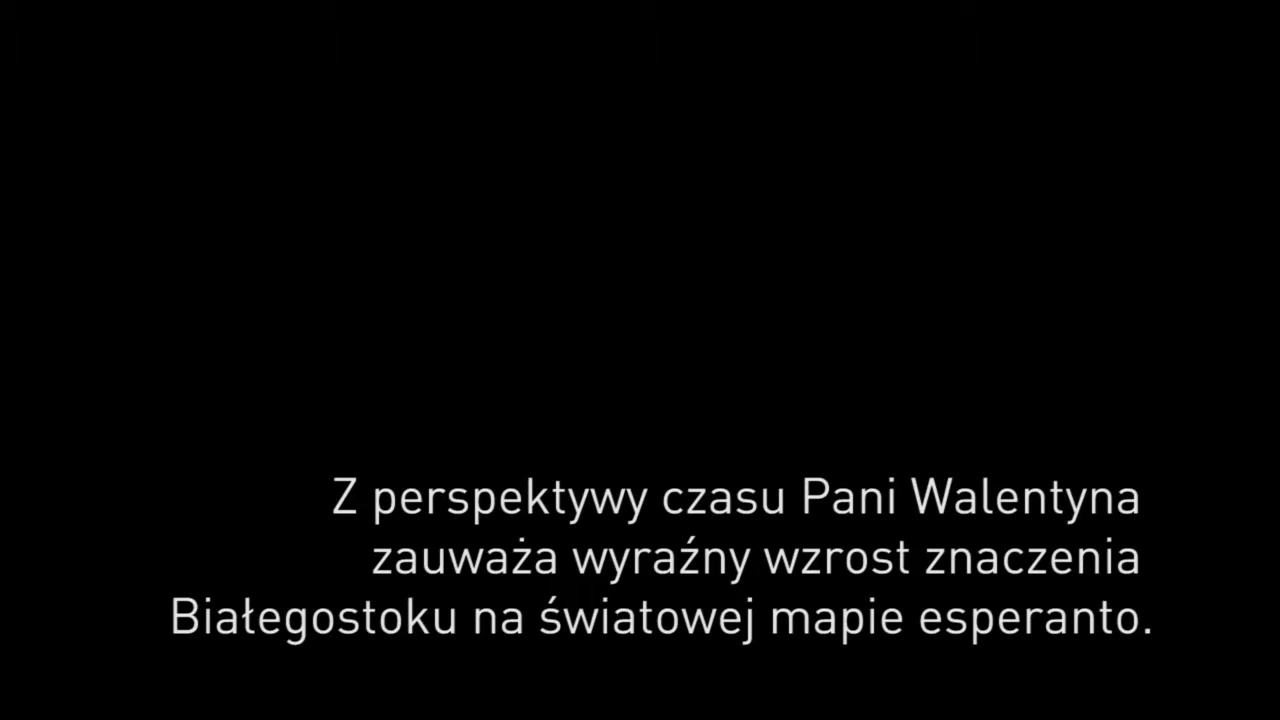 Z perspektywy czasu Pani Walentyna
zauważa wyraźny wzrost znaczenia
Białegostoku na światowej mapie esperanto.